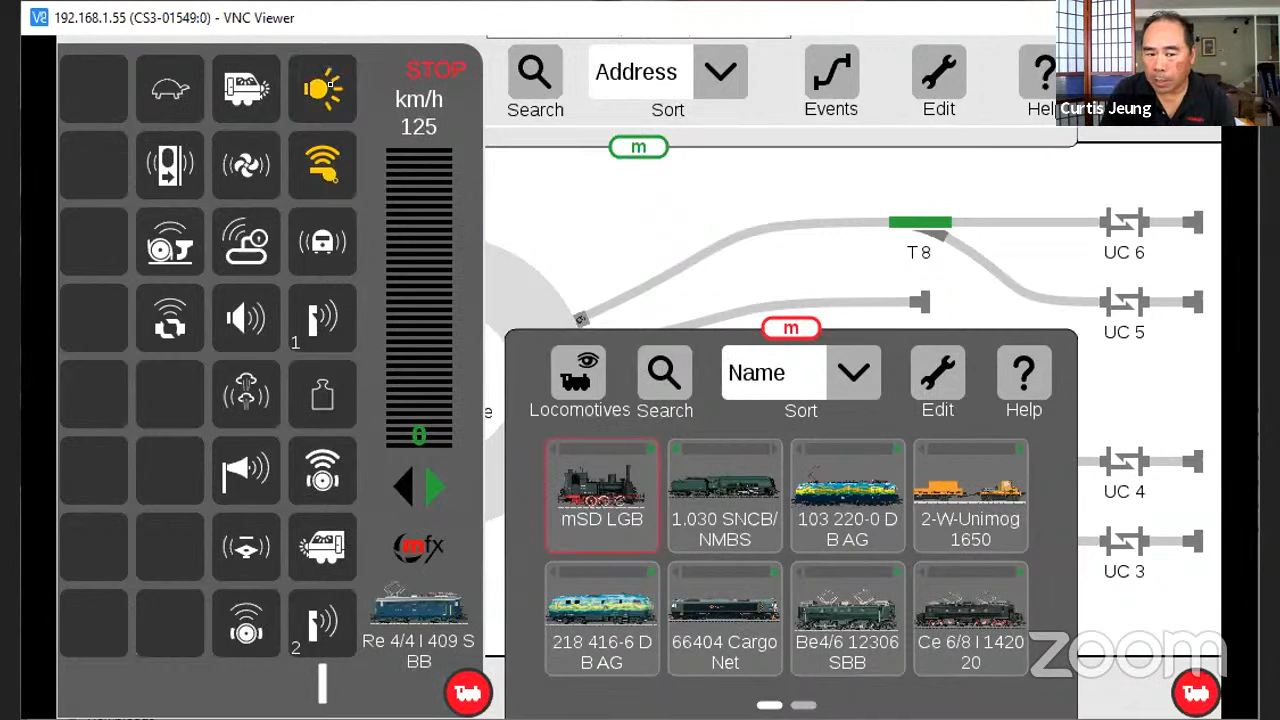 192.168.1.55 (CS3-01549:0) - VNC Viewer
STOP
km/h
125
0
mfx
Re 4/4 I 409 S
BB
1
2
Address
Search
Sort
Events
Edit
Hel
Curtis Jeung
m
T 8
UC 6
UC 5
UC 4
UC 3
e
m
Name
Locomotives
Search
Sort
Edit
Help
mSD LGB
1.030 SNCB/
NMBS
103 220-0 D
B AG
2-W-Unimog
1650
218 416-6 D
B AG
66404 Cargo
Net
Be4/6 12306
SBB
Ce 6/8 I 1420
20
zoom